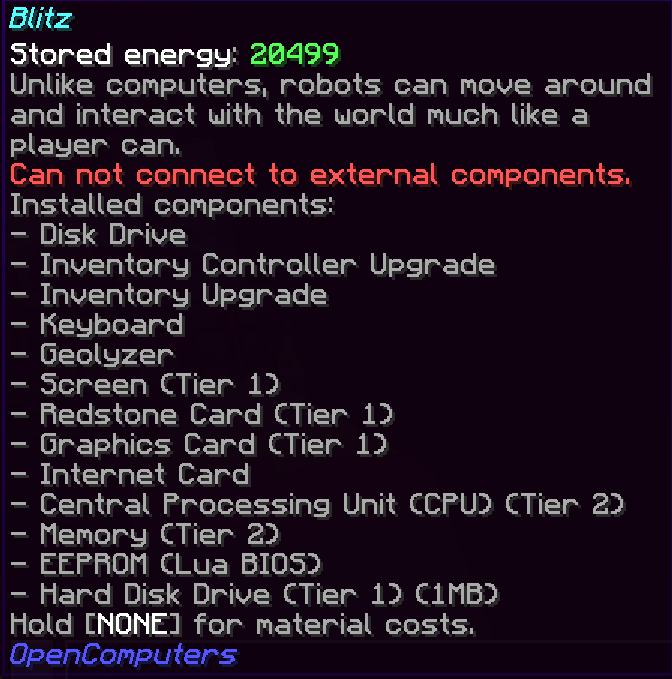 Blitz
Stored energy: 20499
Unlike computers, robots can move around
and interact with the world much like a
player can.
Can not connect to external components.
Installed components:
- Disk Drive
- Inventory Controller Upgrade
- Inventory Upgrade
- Keyboard
- Geolyzer
- Screen (Tier 1)
- Redstone Card (Tier 1)
- Graphics Card (Tier 1)
- Internet Card
- Central Processing Unit (CPU) (Tier 2)
- Memory (Tier 2)
- EEPROM (Lua BIOS)
- Hard Disk Drive (Tier 1) (1MB)
Hold [NONE] for material costs.
OpenComputers